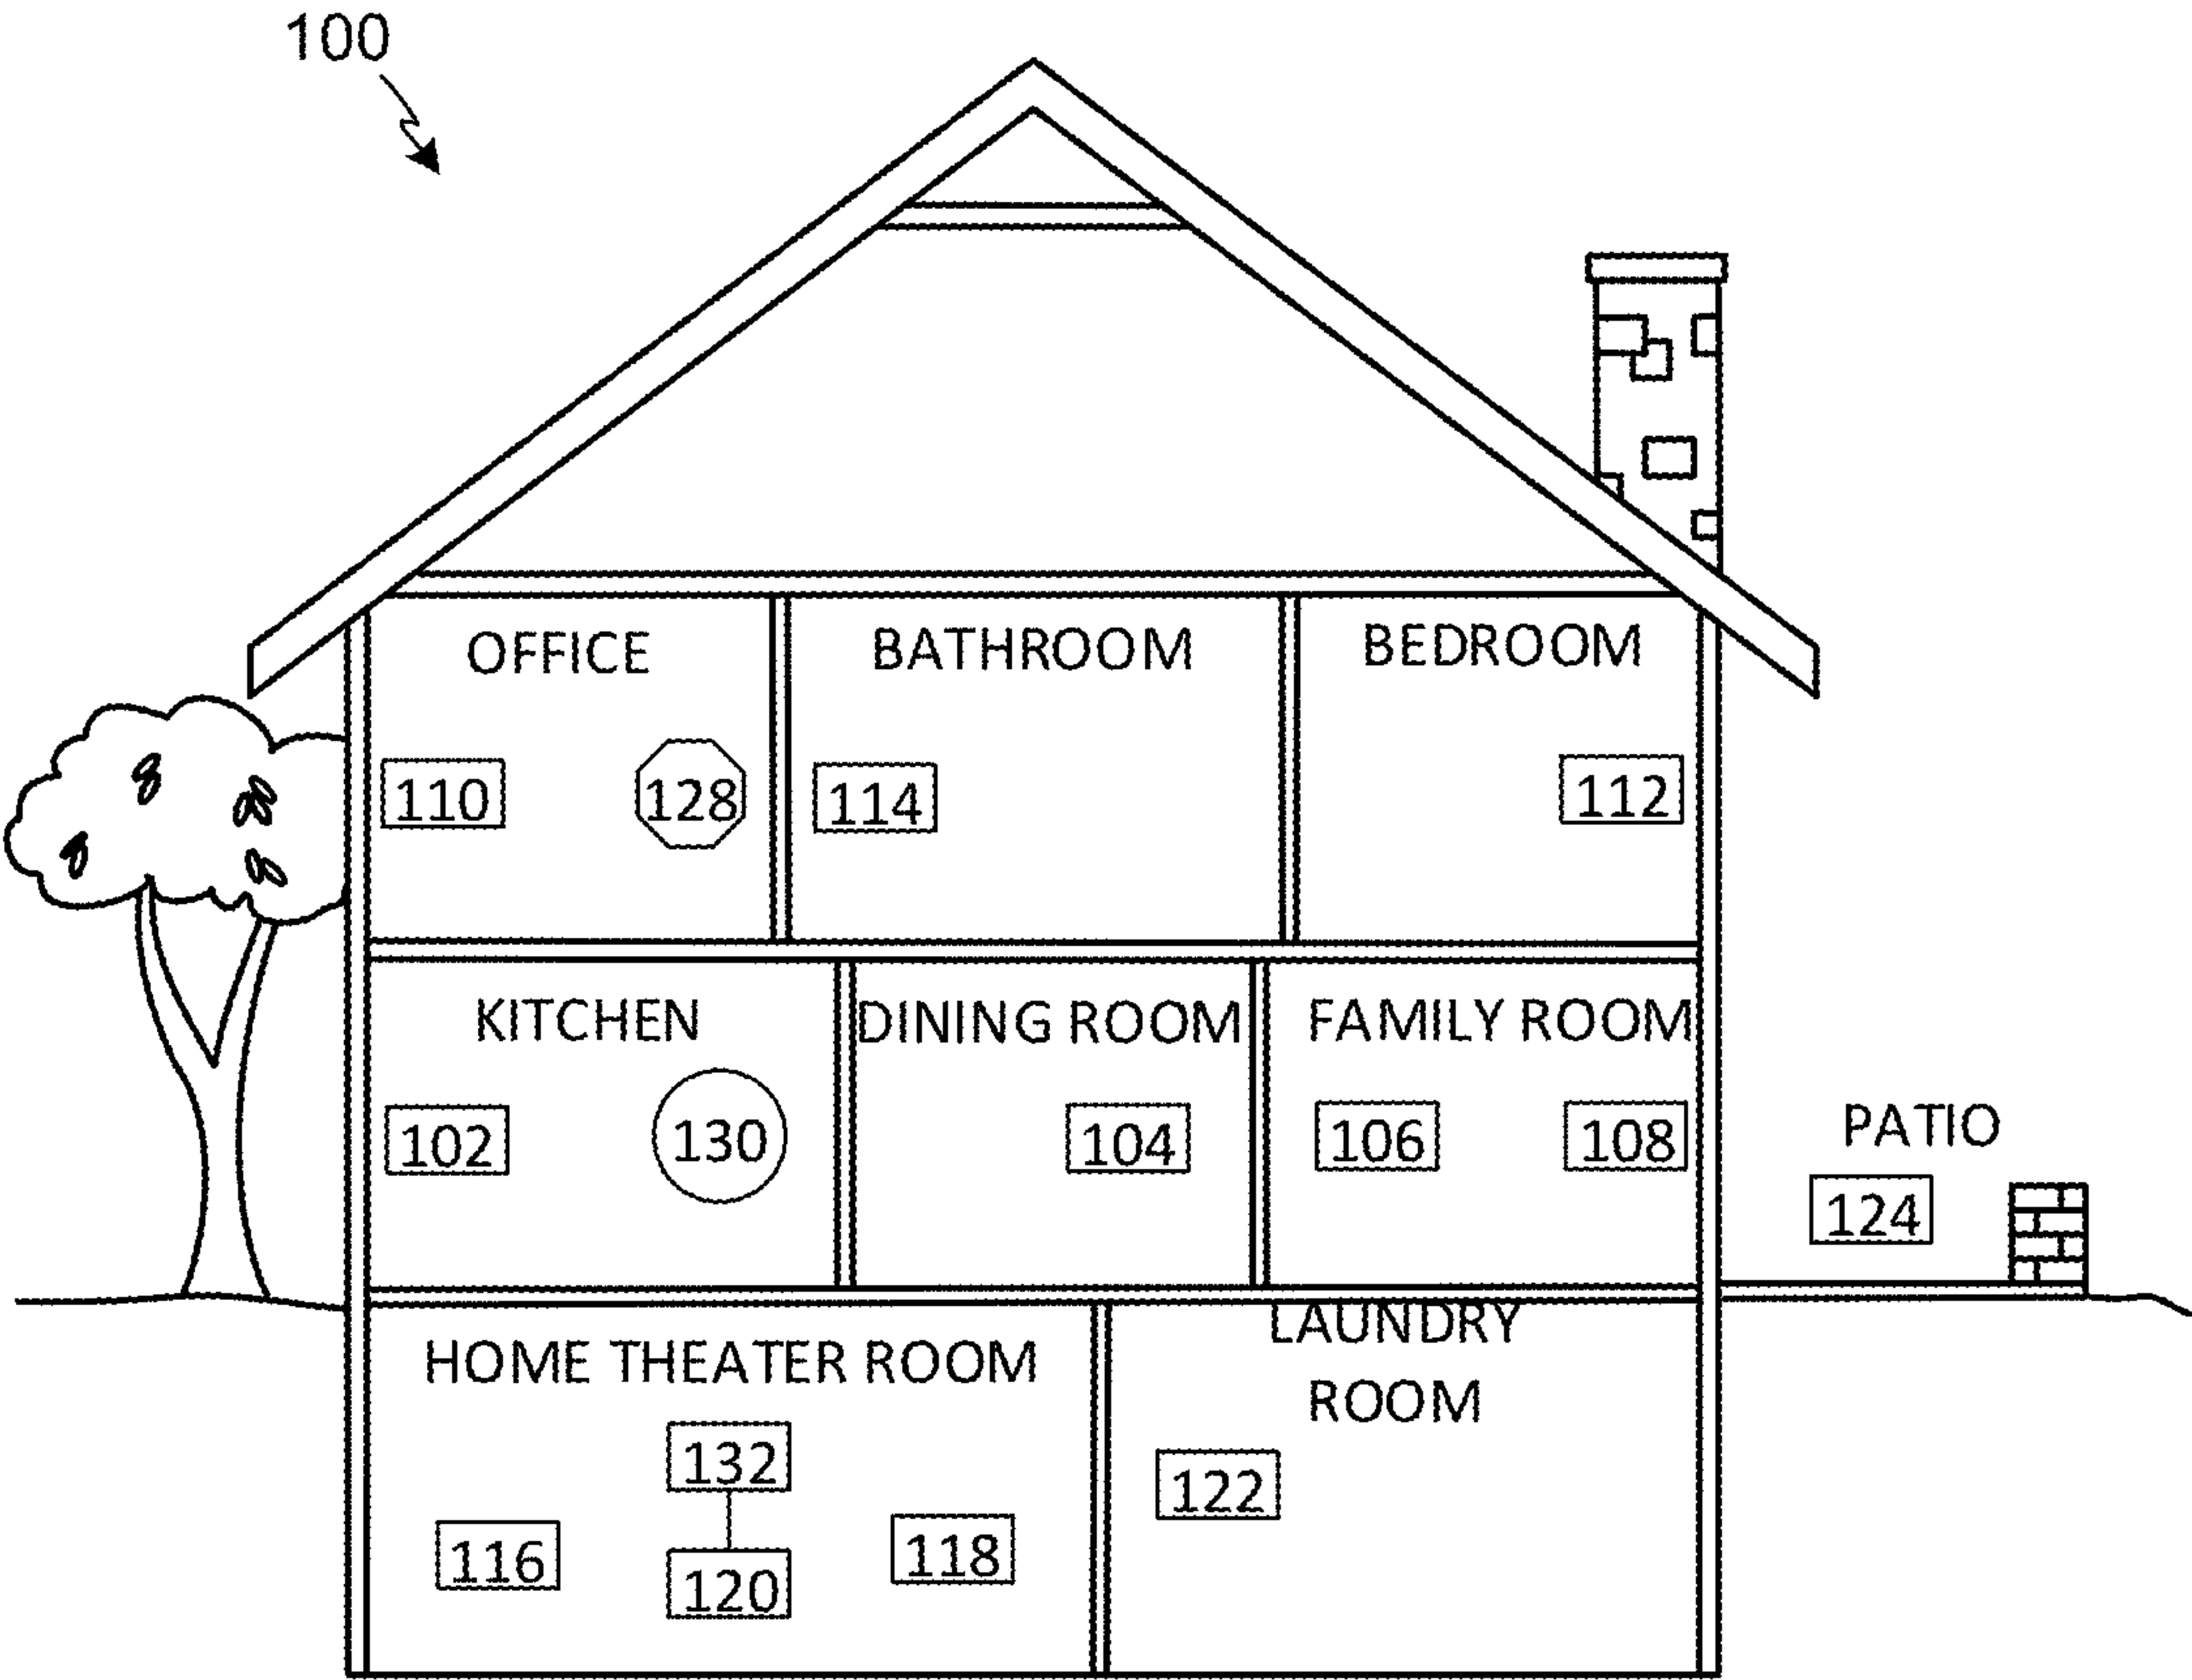 100
OFFICE
BATHROOM
BEDROOM
110
128
114
112
KITCHEN
DINING ROOM
FAMILY ROOM
102
130
104
106
108
PATIO
124
HOME THEATER ROOM
LAUNDRY
ROOM
132
122
116
120
118